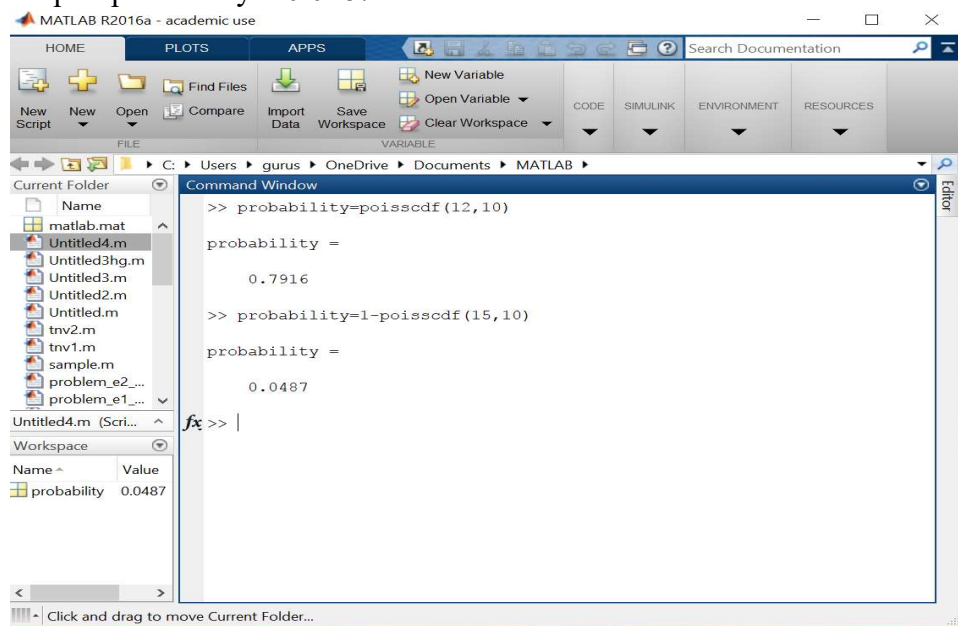 MATLAB R2016a - academic use
HOME PLOTS APPS Search Documentation
New Script New Open Find Files Compare Import Data Save Workspace New Variable Open Variable Clear Workspace CODE SIMULINK ENVIRONMENT RESOURCES
FILE VARIABLE
C: Users gurus OneDrive Documents MATLAB
Current Folder
Name
matlab.mat
Untitled4.m
Untitled3hg.m
Untitled3.m
Untitled2.m
Untitled.m
tnv2.m
tnv1.m
sample.m
problem_e2_...
problem_e1_...
Untitled4.m (Scri...
Workspace
Name Value
probability 0.0487
Command Window
>> probability=poisscdf(12,10)
probability =
0.7916
>> probability=1-poisscdf(15,10)
probability =
0.0487
fx >>
Editor
Click and drag to move Current Folder...